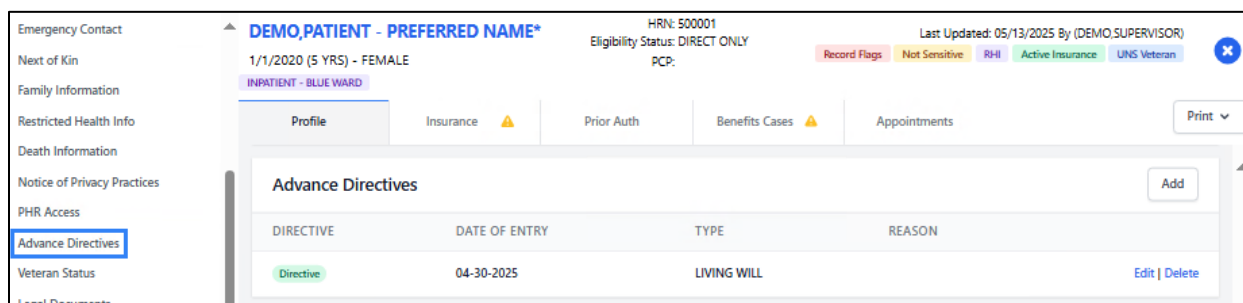 Emergency Contact
Next of Kin
Family Information
Restricted Health Info
Death Information
Notice of Privacy Practices
PHR Access
Advance Directives
Veteran Status
Legal Documents
DEMO,PATIENT - PREFERRED NAME*
1/1/2020 (5 YRS) - FEMALE
INPATIENT - BLUE WARD
HRN: 500001
Eligibility Status: DIRECT ONLY
PCP:
Last Updated: 05/13/2025 By (DEMO,SUPERVISOR)
Record Flags Not Sensitive RHI Active Insurance UNS Veteran
Profile Insurance Prior Auth Benefits Cases Appointments
Print
Advance Directives Add
DIRECTIVE DATE OF ENTRY TYPE REASON
Directive 04-30-2025 LIVING WILL Edit | Delete